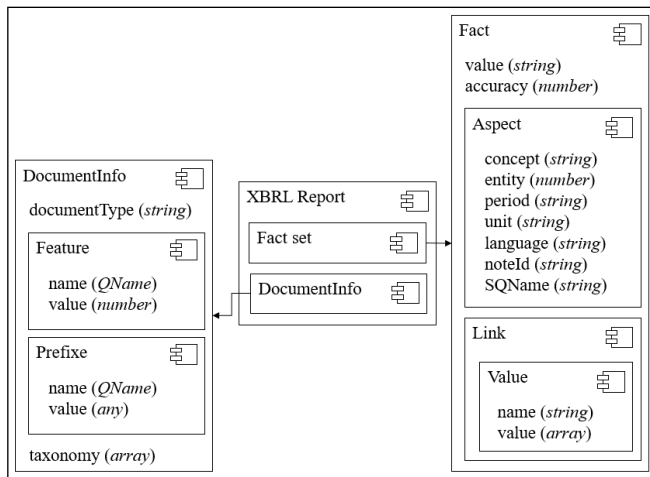 DocumentInfo
documentType (string)
Feature
name (QName)
value (number)
Prefixe
name (QName)
value (any)
taxonomy (array)
XBRL Report
Fact set
DocumentInfo
Fact
value (string)
accuracy (number)
Aspect
concept (string)
entity (number)
period (string)
unit (string)
language (string)
noteId (string)
SQName (string)
Link
Value
name (string)
value (array)